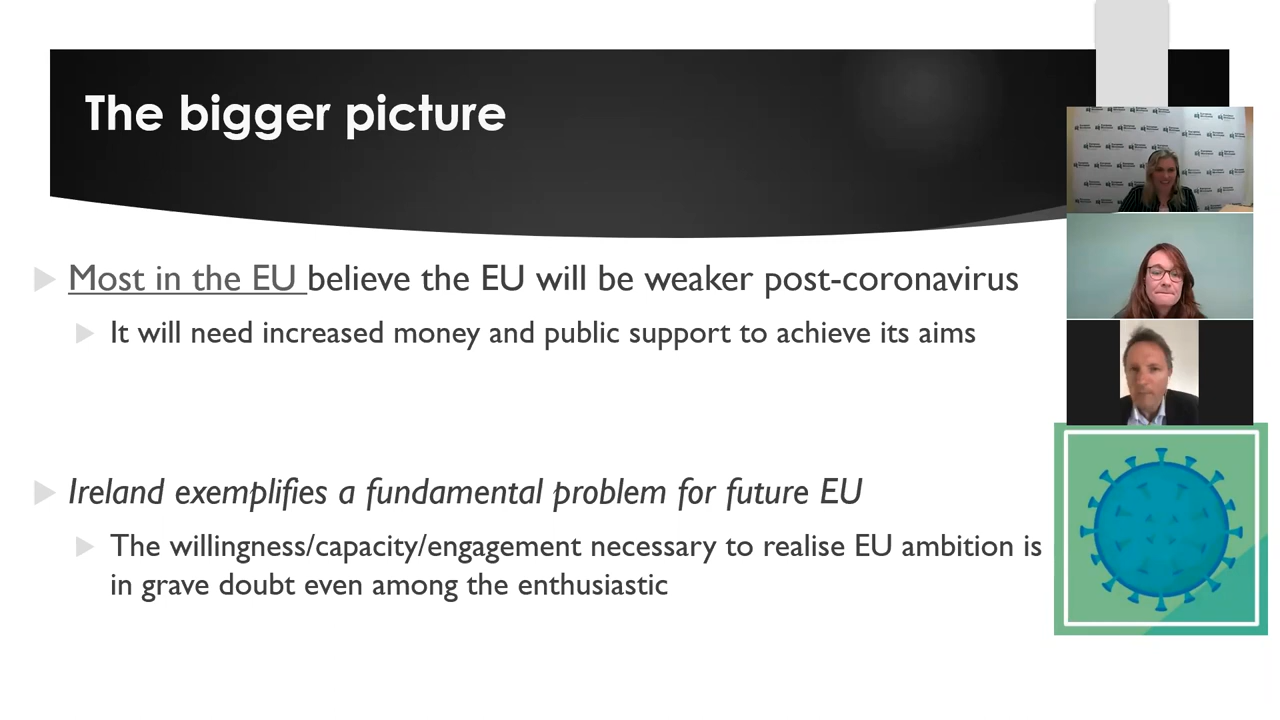 The bigger picture
Most in the EU believe the EU will be weaker post-coronavirus
It will need increased money and public support to achieve its aims
Ireland exemplifies a fundamental problem for future EU
The willingness/capacity/engagement necessary to realise EU ambition is
in grave doubt even among the enthusiastic